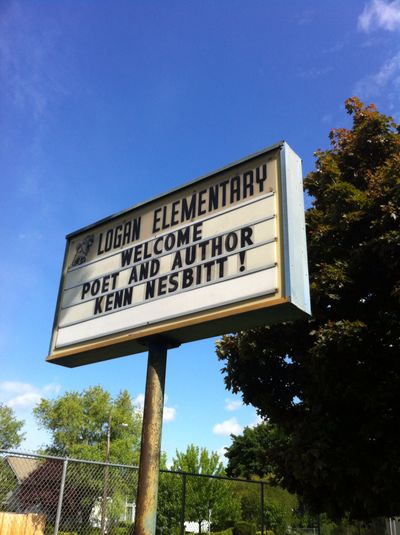 LOGAN ELEMENTARY
WELCOME
POET AND AUTHOR
KENN NESBITT!